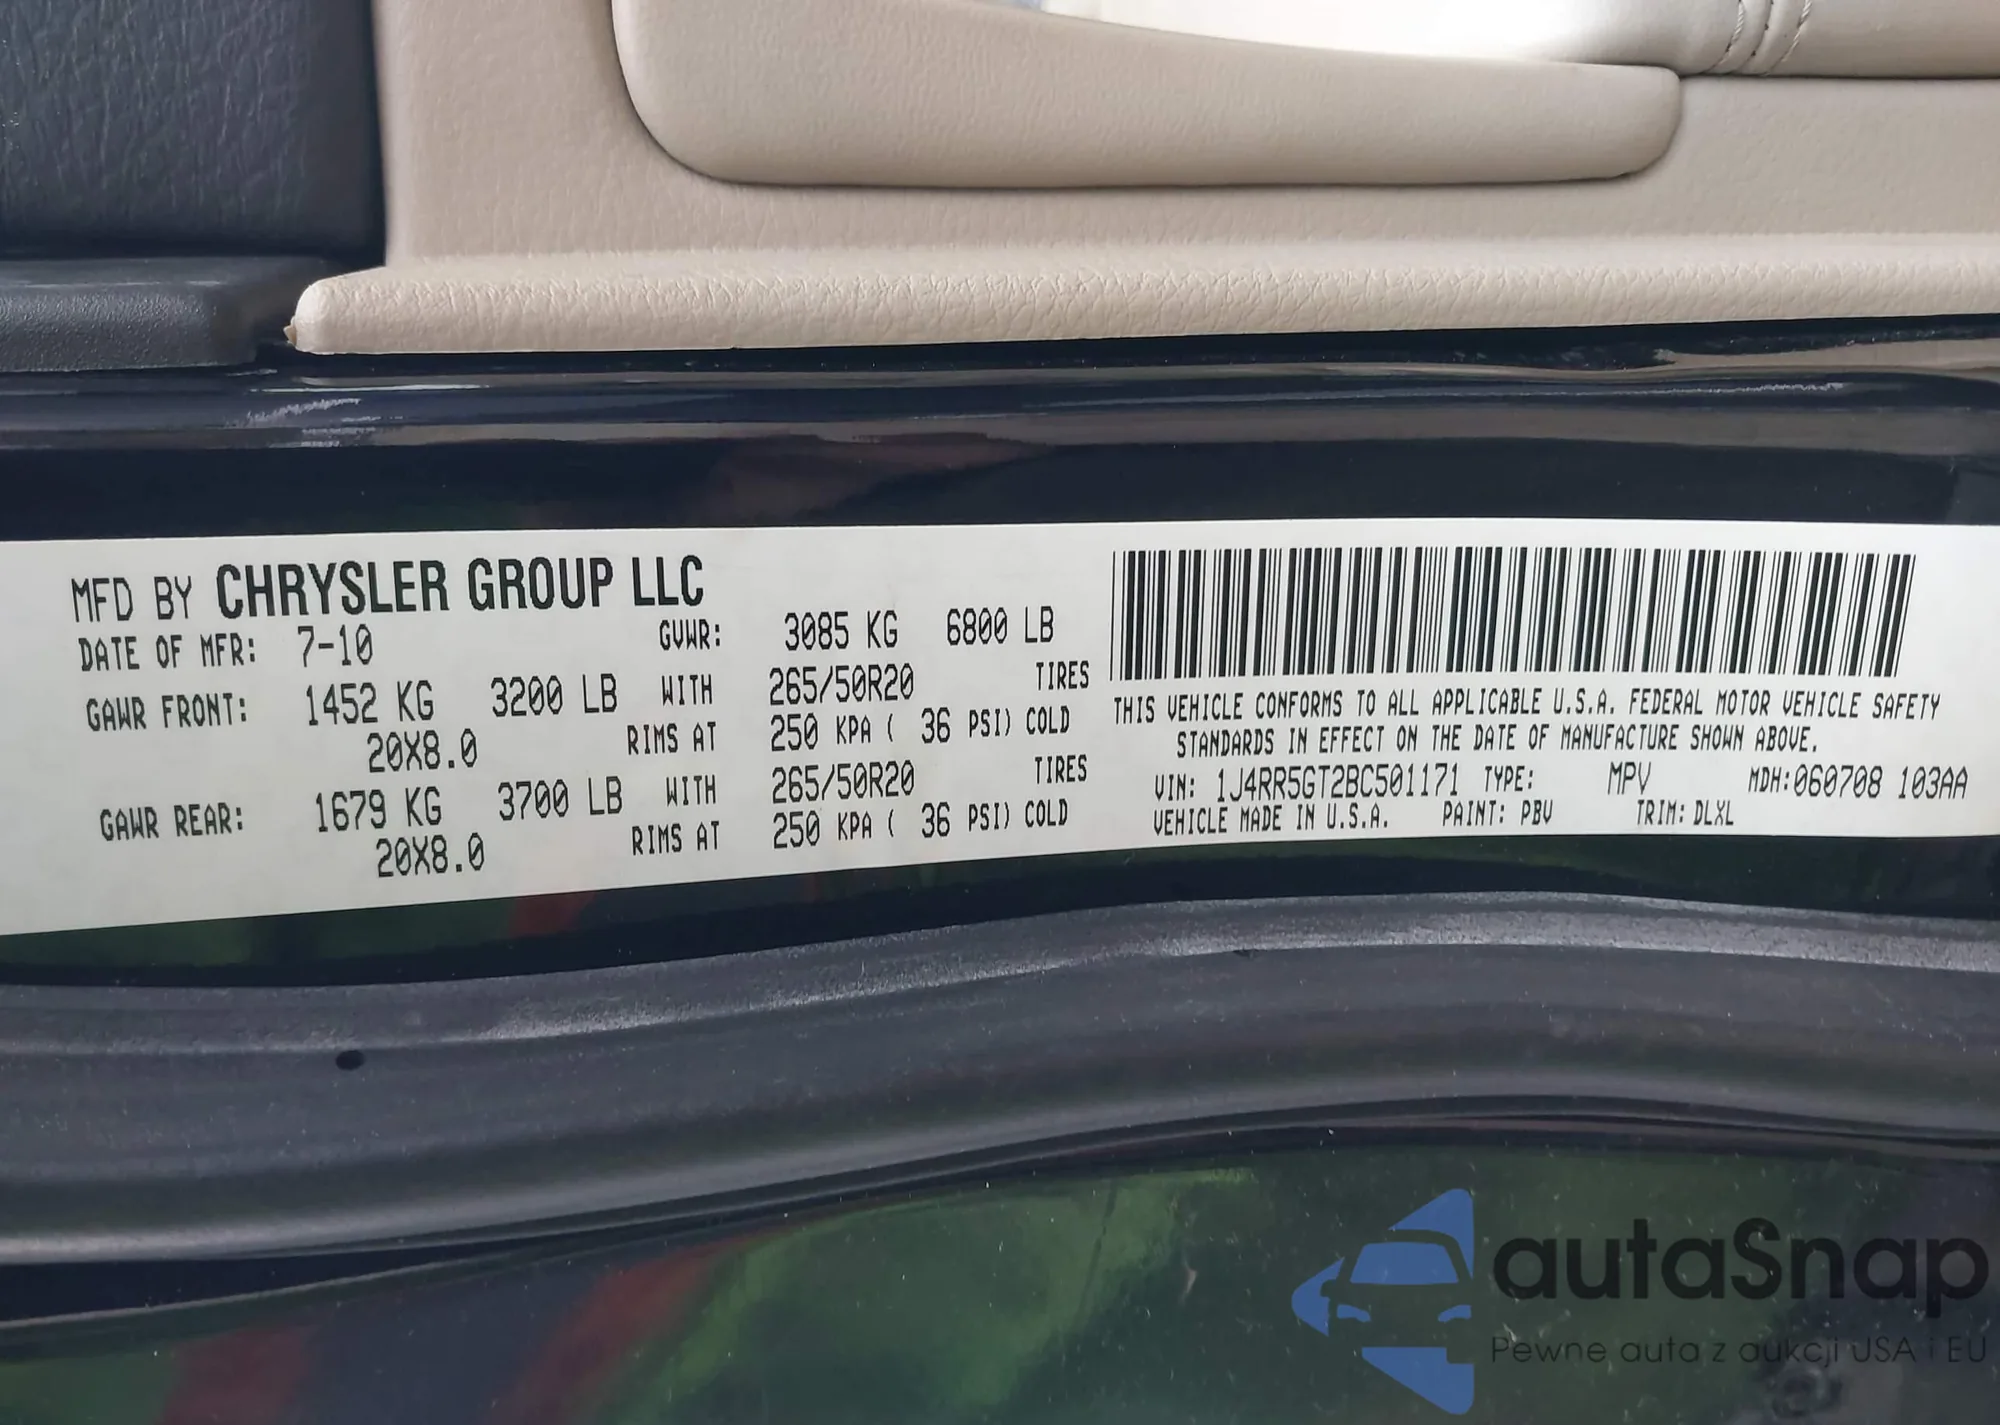 MFD BY CHRYSLER GROUP LLC
DATE OF MFR: 7-10 GVWR: 3085 KG 6800 LB
GAWR FRONT: 1452 KG 3200 LB WITH 265/50R20 TIRES
20X8.0 RIMS AT 250 KPA ( 36 PSI) COLD
GAWR REAR: 1679 KG 3700 LB WITH 265/50R20 TIRES
20X8.0 RIMS AT 250 KPA ( 36 PSI) COLD
THIS VEHICLE CONFORMS TO ALL APPLICABLE U.S.A. FEDERAL MOTOR VEHICLE SAFETY
STANDARDS IN EFFECT ON THE DATE OF MANUFACTURE SHOWN ABOVE.
VIN: 1J4RR5GT2BC501171 TYPE: MPV MDH:060708 103AA
VEHICLE MADE IN U.S.A. PAINT: PBV TRIM: DLXL
autaSnap
Pewne auta z aukcji USA i EU